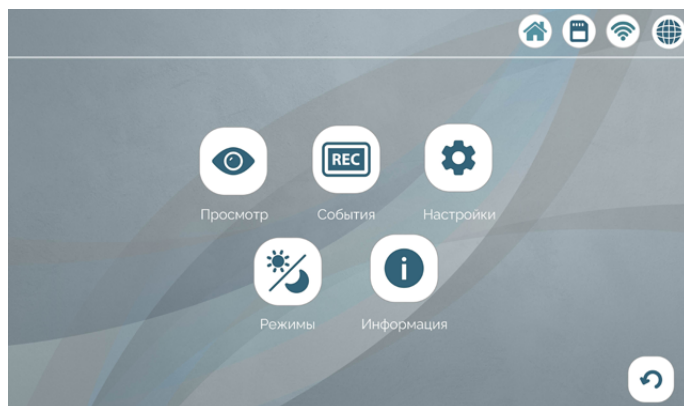 REC
Просмотр
События
Настройки
i
Режимы
Информация